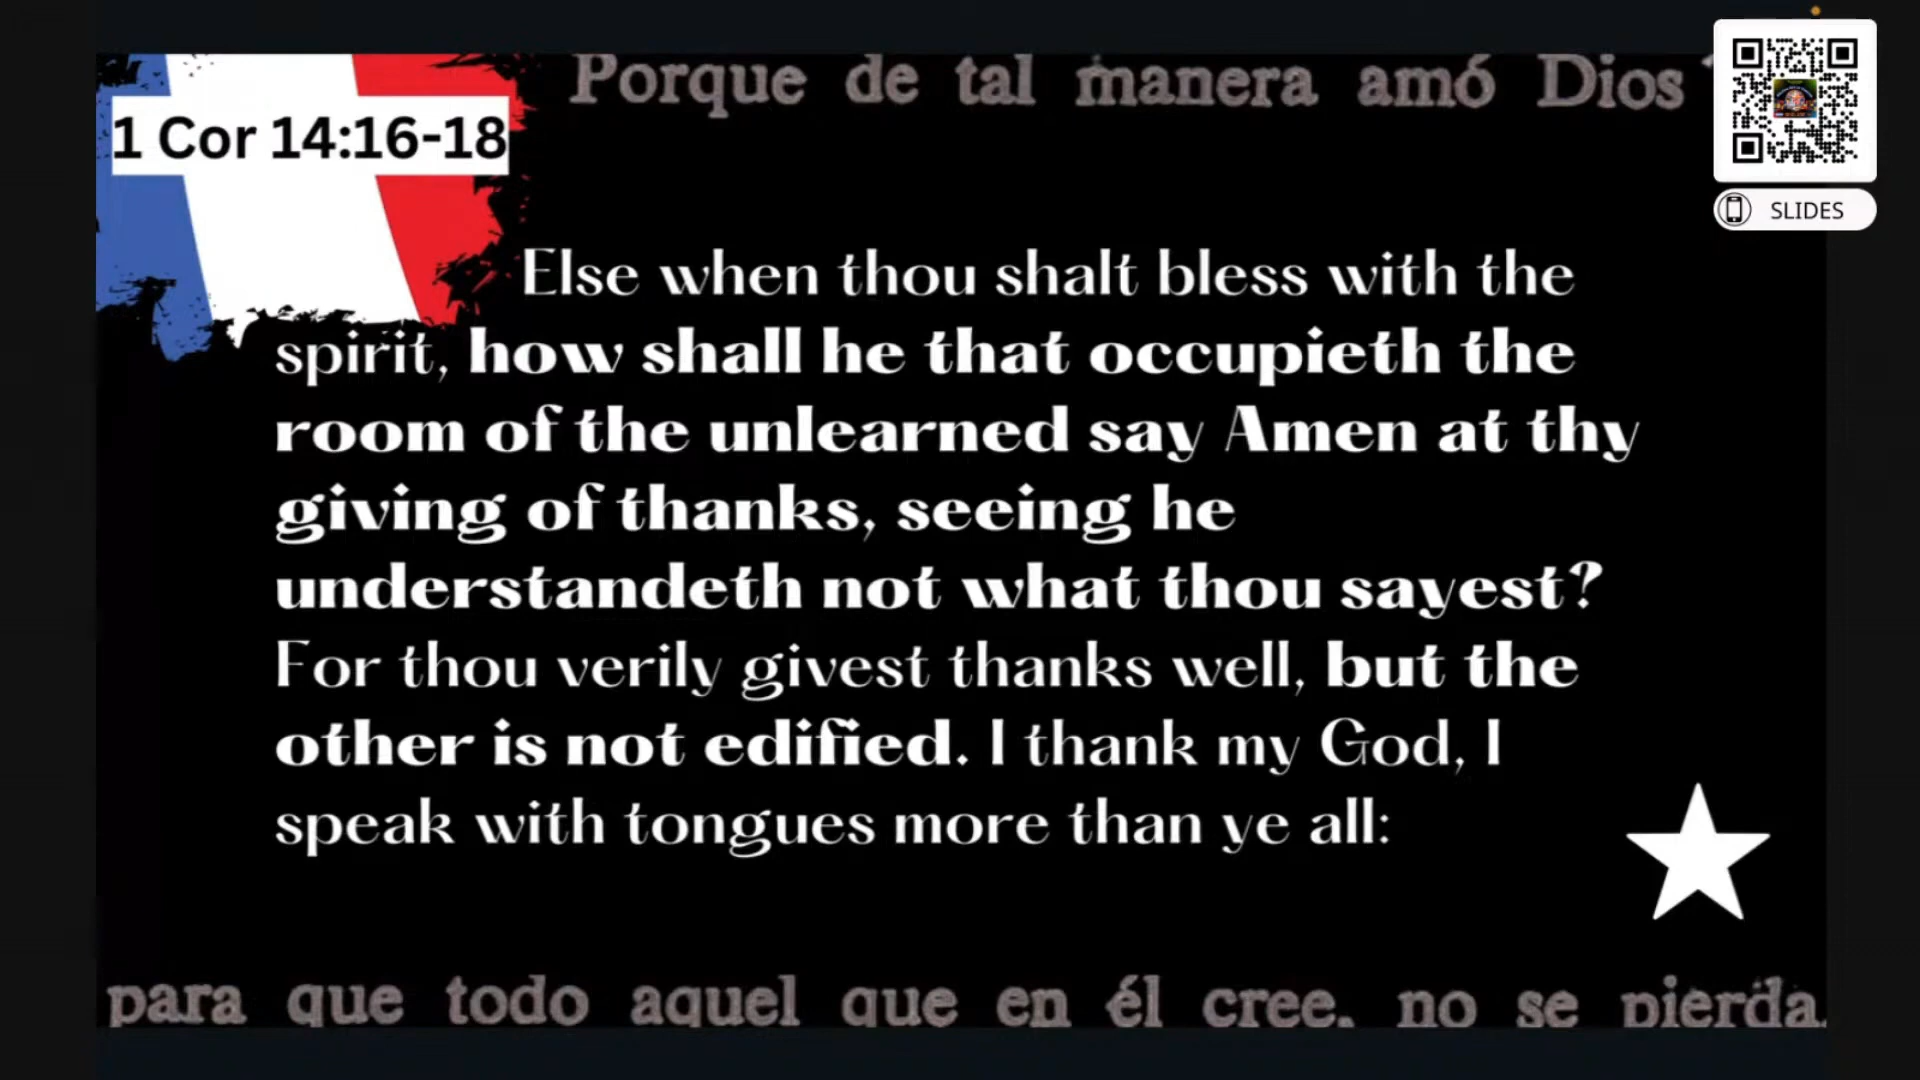 Porque de tal manera amó Dios
1 Cor 14:16-18
SLIDES
Else when thou shalt bless with the
spirit, how shall he that occupieth the
room of the unlearned say Amen at thy
giving of thanks, seeing he
understandeth not what thou sayest?
For thou verily givest thanks well, but the
other is not edified. I thank my God, I
speak with tongues more than ye all:
para que todo aquel que en él cree, no se pierda,